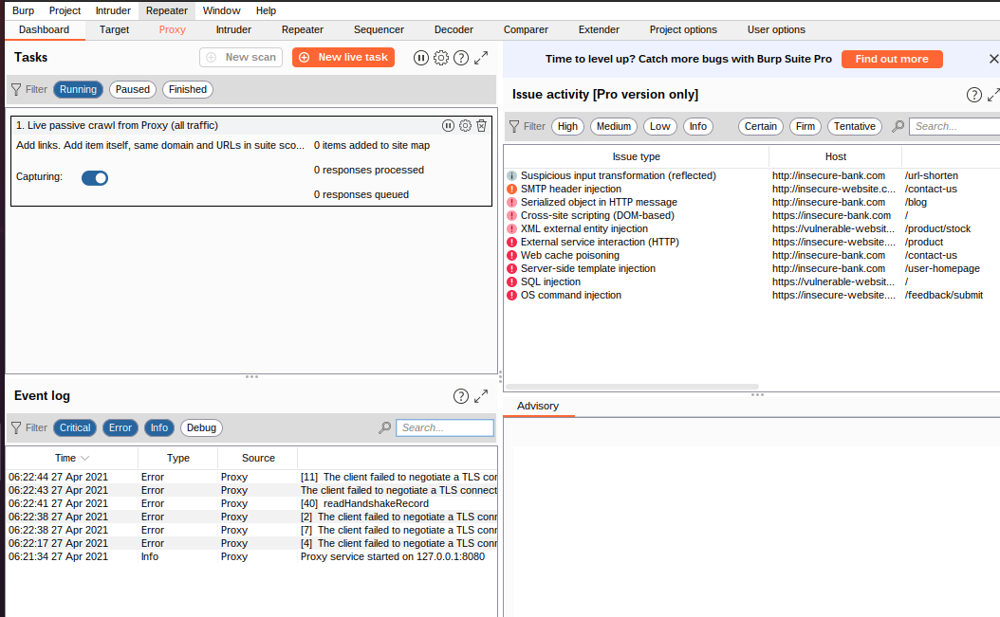 Burp Project Intruder Repeater Window Help
Dashboard Target Proxy Intruder Repeater Sequencer Decoder Comparer Extender Project options User options
Tasks
New scan
New live task
Filter Running Paused Finished
1. Live passive crawl from Proxy (all traffic)
Add links. Add item itself, same domain and URLs in suite sco... 0 items added to site map
0 responses processed
Capturing:
0 responses queued
Event log
Filter Critical Error Info Debug Search...
Time Type Source
06:22:44 27 Apr 2021 Error Proxy [11] The client failed to negotiate a TLS cor
06:22:43 27 Apr 2021 Error Proxy The client failed to negotiate a TLS connect
06:22:41 27 Apr 2021 Error Proxy [40] readHandshakeRecord
06:22:38 27 Apr 2021 Error Proxy [2] The client failed to negotiate a TLS conr
06:22:38 27 Apr 2021 Error Proxy [7] The client failed to negotiate a TLS conr
06:22:17 27 Apr 2021 Error Proxy [4] The client failed to negotiate a TLS conr
06:21:34 27 Apr 2021 Info Proxy Proxy service started on 127.0.0.1:8080
Time to level up? Catch more bugs with Burp Suite Pro Find out more
Issue activity [Pro version only]
Filter High Medium Low Info Certain Firm Tentative Search...
Issue type Host
Suspicious input transformation (reflected) http://insecure-bank.com /url-shorten
SMTP header injection http://insecure-website.c... /contact-us
Serialized object in HTTP message http://insecure-bank.com /blog
Cross-site scripting (DOM-based) https://insecure-bank.com /
XML external entity injection https://vulnerable-websit... /product/stock
External service interaction (HTTP) https://insecure-website.... /product
Web cache poisoning http://insecure-bank.com /contact-us
Server-side template injection http://insecure-bank.com /user-homepage
SQL injection https://vulnerable-websit... /
OS command injection https://insecure-website.... /feedback/submit
Advisory